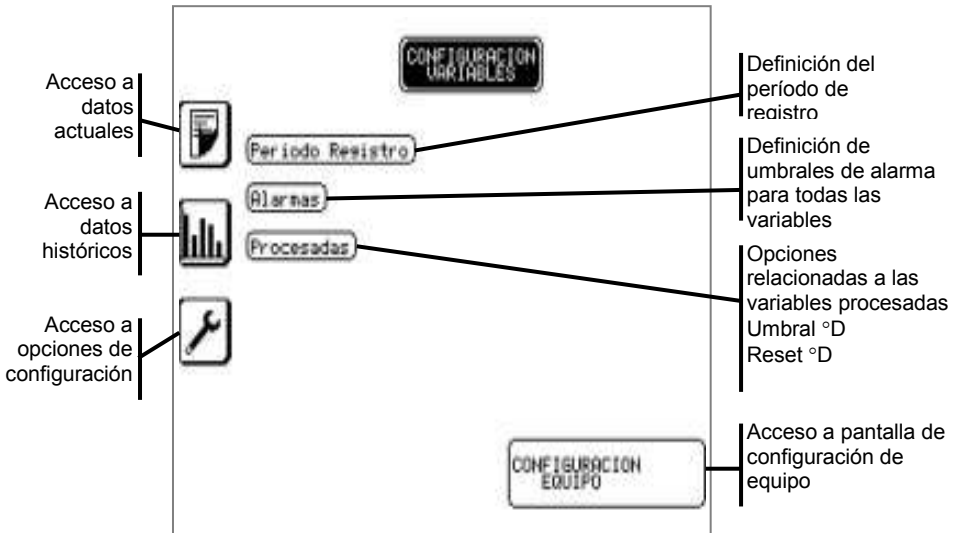 Acceso a
datos
actuales
Acceso a
datos
históricos
Acceso a
opciones de
configuración
CONFIGURACION
VARIABLES
Periodo Registro
Alarmas
Procesadas
CONFIGURACION
EQUIPO
Definición del
período de
registro
Definición de
umbrales de alarma
para todas las
variables
Opciones
relacionadas a las
variables procesadas
Umbral °D
Reset °D
Acceso a pantalla de
configuración de
equipo